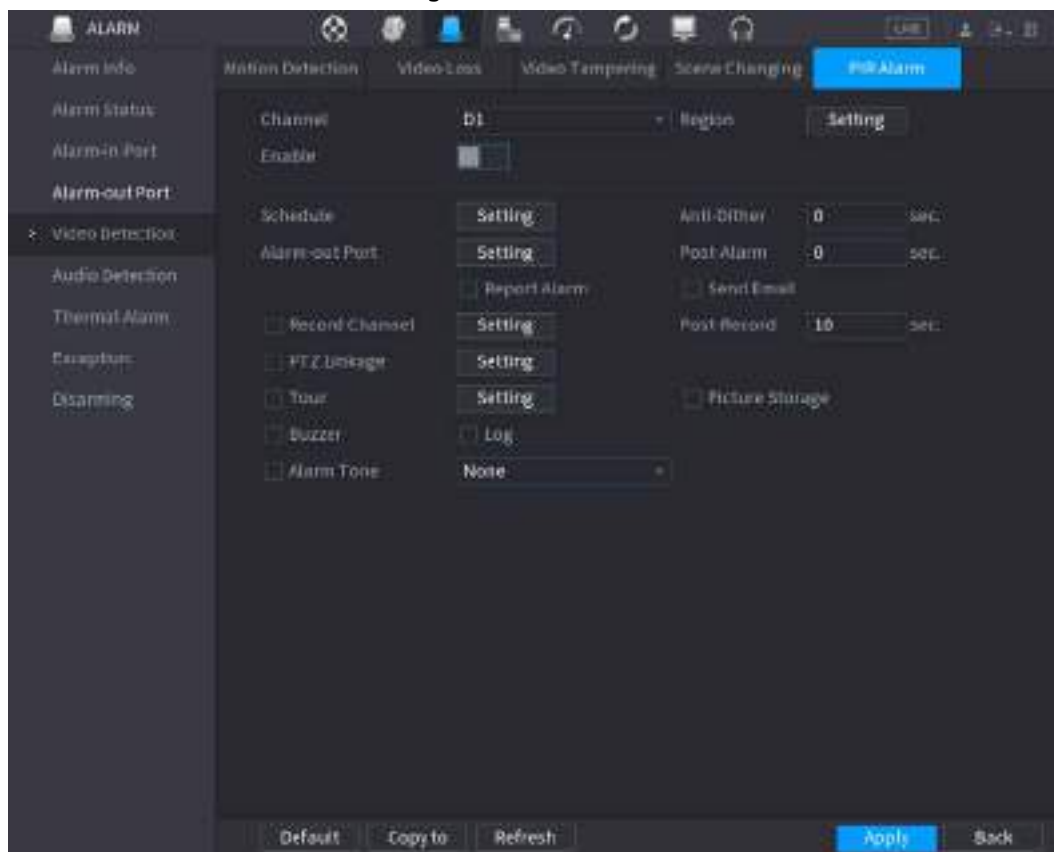 ALARM LIVE
Alarm Info Motion Detection Video Loss Video Tampering Scene Changing PIR Alarm
Alarm Status Channel D1 Region Setting
Alarm-in Port Enable
Alarm-out Port
Schedule Setting Anti-Dither 0 sec.
> Video Detection
Alarm-out Port Setting Post-Alarm 0 sec.
Audio Detection
Report Alarm Send Email
Thermal Alarm Record Channel Setting Post Record 10 sec.
Exception PTZ Linkage Setting
Disarming Tour Setting Picture Storage
Buzzer Log
Alarm Tone None
Default Copy to Refresh Apply Back